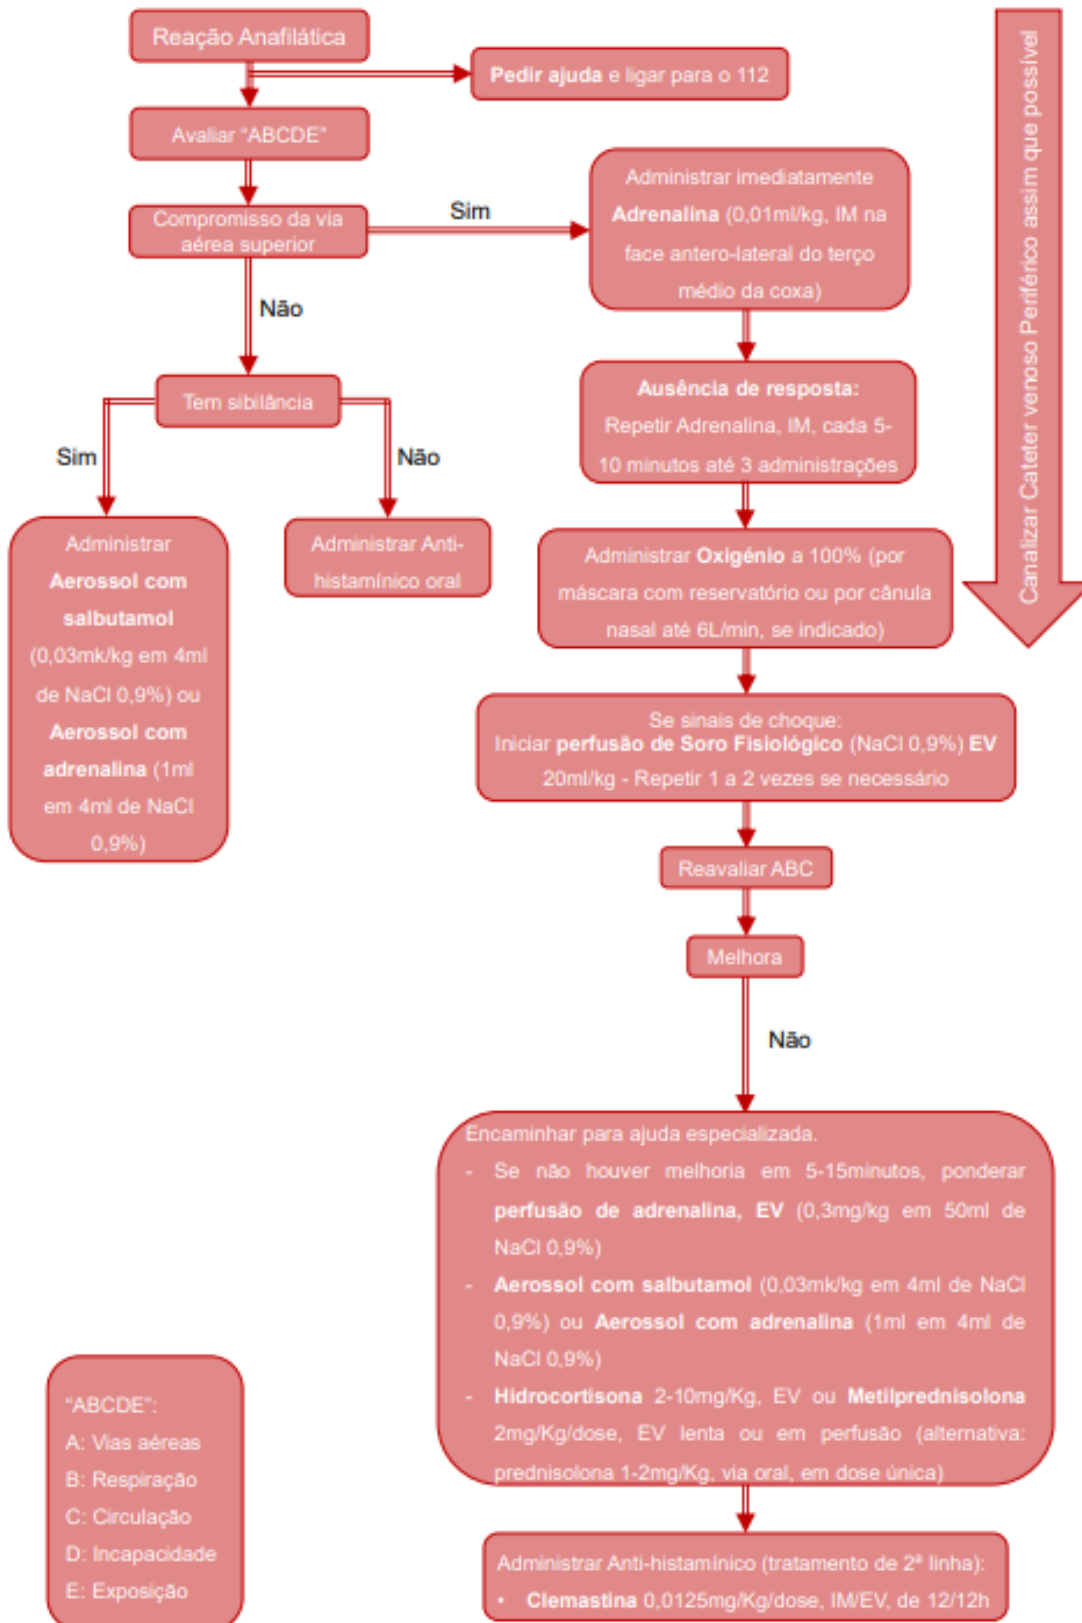 Reação Anafilática
Pedir ajuda e ligar para o 112
Avaliar “ABCDE”
Compromisso da via
aérea superior
Sim
Administrar imediatamente
Adrenalina (0,01ml/kg, IM na
face antero-lateral do terço
médio da coxa)
Não
Ausência de resposta:
Repetir Adrenalina, IM, cada 5-
10 minutos até 3 administrações
Tem sibilância
Sim
Não
Administrar
Aerossol com
salbutamol
(0,03mk/kg em 4ml
de NaCl 0,9%) ou
Aerossol com
adrenalina (1ml
em 4ml de NaCl
0,9%)
Administrar Anti-
histamínico oral
Administrar Oxigénio a 100% (por
máscara com reservatório ou por cânula
nasal até 6L/min, se indicado)
Canalizar Cateter venoso Periférico assim que possível
Se sinais de choque:
Iniciar perfusão de Soro Fisiológico (NaCl 0,9%) EV
20ml/kg - Repetir 1 a 2 vezes se necessário
Reavaliar ABC
Melhora
Não
Encaminhar para ajuda especializada.
- Se não houver melhoria em 5-15minutos, ponderar
perfusão de adrenalina, EV (0,3mg/kg em 50ml de
NaCl 0,9%)
- Aerossol com salbutamol (0,03mk/kg em 4ml de NaCl
0,9%) ou Aerossol com adrenalina (1ml em 4ml de
NaCl 0,9%)
- Hidrocortisona 2-10mg/Kg, EV ou Metilprednisolona
2mg/Kg/dose, EV lenta ou em perfusão (alternativa:
prednisolona 1-2mg/Kg, via oral, em dose única)
“ABCDE”:
A: Vias aéreas
B: Respiração
C: Circulação
D: Incapacidade
E: Exposição
Administrar Anti-histamínico (tratamento de 2ª linha):
• Clemastina 0,0125mg/Kg/dose, IM/EV, de 12/12h